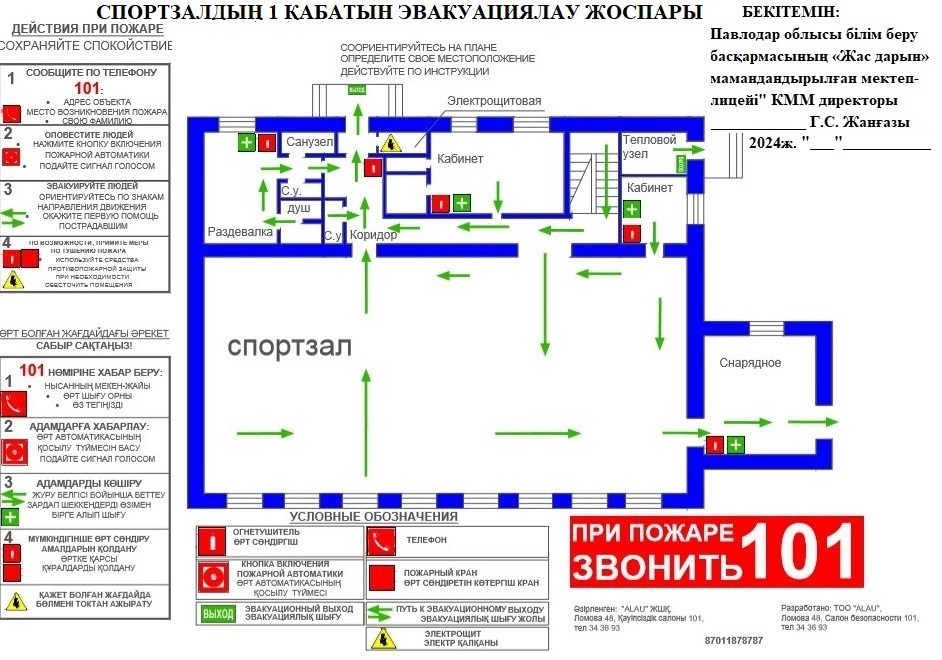 СПОРТЗАЛДЫҢ 1 ҚАБАТЫН ЭВАКУАЦИЯЛАУ ЖОСПАРЫ
БЕКІТЕМІН:
Павлодар облысы білім беру
басқармасының «Жас дарын»
мамандандырылған мектеп-
лицейі" КММ директоры
______________ Г.С. Жанғазы
2024ж. "___"_____________
ДЕЙСТВИЯ ПРИ ПОЖАРЕ
СОХРАНЯЙТЕ СПОКОЙСТВИЕ
1
СООБЩИТЕ ПО ТЕЛЕФОНУ
101:
• АДРЕС ОБЪЕКТА
МЕСТО ВОЗНИКНОВЕНИЯ ПОЖАРА
• СВОЮ ФАМИЛИЮ
2
ОПОВЕСТИТЕ ЛЮДЕЙ
• НАЖМИТЕ КНОПКУ ВКЛЮЧЕНИЯ
ПОЖАРНОЙ АВТОМАТИКИ
• ПОДАЙТЕ СИГНАЛ ГОЛОСОМ
3
ЭВАКУИРУЙТЕ ЛЮДЕЙ
ОРИЕНТИРУЙТЕСЬ ПО ЗНАКАМ
НАПРАВЛЕНИЯ ДВИЖЕНИЯ
• ОКАЖИТЕ ПЕРВУЮ ПОМОЩЬ
ПОСТРАДАВШИМ
4
ПО ВОЗМОЖНОСТИ, ПРИМИТЕ МЕРЫ
ПО ТУШЕНИЮ ПОЖАРА
• ИСПОЛЬЗУЙТЕ СРЕДСТВА
ПРОТИВОПОЖАРНОЙ ЗАЩИТЫ
ПРИ НЕОБХОДИМОСТИ
ОБЕСТОЧИТЬ ПОМЕЩЕНИЯ
ӨРТ БОЛҒАН ЖАҒДАЙДАҒЫ ӘРЕКЕТ
САБЫР САҚТАҢЫЗ!
1
101 НӨМІРІНЕ ХАБАР БЕРУ:
• НЫСАННЫҢ МЕКЕН-ЖАЙЫ
• ӨРТ ШЫҒУ ОРНЫ
• ӨЗ ТЕГІҢІЗДІ
2
АДАМДАРҒА ХАБАРЛАУ:
ӨРТ АВТОМАТИКАСЫНЫҢ
ҚОСЫЛУ ТҮЙМЕСІН БАСУ
ПОДАЙТЕ СИГНАЛ ГОЛОСОМ
3
АДАМДАРДЫ КӨШІРУ
ЖҮРУ БЕЛГІСІ БОЙЫНША БЕТТЕУ
ЗАРДАП ШЕККЕНДЕРДІ ӨЗІМЕН
БІРГЕ АЛЫП ШЫҒУ
4
МҮМКІНДІГІНШЕ ӨРТ СӨНДІРУ
АМАЛДАРЫН ҚОЛДАНУ
ӨРТКЕ ҚАРСЫ
ҚҰРАЛДАРДЫ ҚОЛДАНУ
ҚАЖЕТ БОЛҒАН ЖАҒДАЙДА
БӨЛМЕНІ ТОКТАН АЖЫРАТУ
СООРИЕНТИРУЙТЕСЬ НА ПЛАНЕ
ОПРЕДЕЛИТЕ СВОЕ МЕСТОПОЛОЖЕНИЕ
ДЕЙСТВУЙТЕ ПО ИНСТРУКЦИИ
ВЫХОД
Электрощитовая
Санузел
Кабинет
Тепловой
узел
ВЫХОД
Кабинет
С.у.
душ
Раздевалка
С.у
Коридор
спортзал
Снарядное
УСЛОВНЫЕ ОБОЗНАЧЕНИЯ
ОГНЕТУШИТЕЛЬ
ӨРТ СӨНДІРГІШ
ТЕЛЕФОН
КНОПКА ВКЛЮЧЕНИЯ
ПОЖАРНОЙ АВТОМАТИКИ
ӨРТ АВТОМАТИКАСЫНЫҢ
ҚОСЫЛУ ТҮЙМЕСІ
ПОЖАРНЫЙ КРАН
ӨРТ СӨНДІРЕТІН КӨТЕРГІШ КРАН
ВЫХОД
ЭВАКУАЦИОННЫЙ ВЫХОД
ЭВАКУАЦИЯЛЫҚ ШЫҒУ
ПУТЬ К ЭВАКУАЦИОННОМУ ВЫХОДУ
ЭВАКУАЦИЯЛЫҚ ШЫҒУ ЖОЛЫ
ЭЛЕКТРОЩИТ
ЭЛЕКТР ҚАЛҚАНЫ
ПРИ ПОЖАРЕ
ЗВОНИТЬ 101
Әзірленген: "ALAU" ЖШҚ,
Ломова 48, Қауіпсіздік салоны 101,
тел 34 36 93
Разработано: ТОО "ALAU",
Ломова 48, Салон безопасности 101,
тел 34 36 93
87011878787